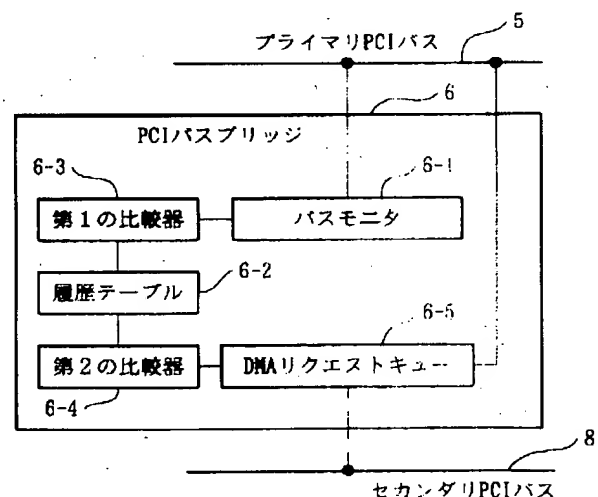 プライマリPCIバス
5
6
PCIバスブリッジ
6-3
6-1
第1の比較器
バスモニタ
6-2
履歴テーブル
6-5
第2の比較器
DMAリクエストキュー
6-4
8
セカンダリPCIバス